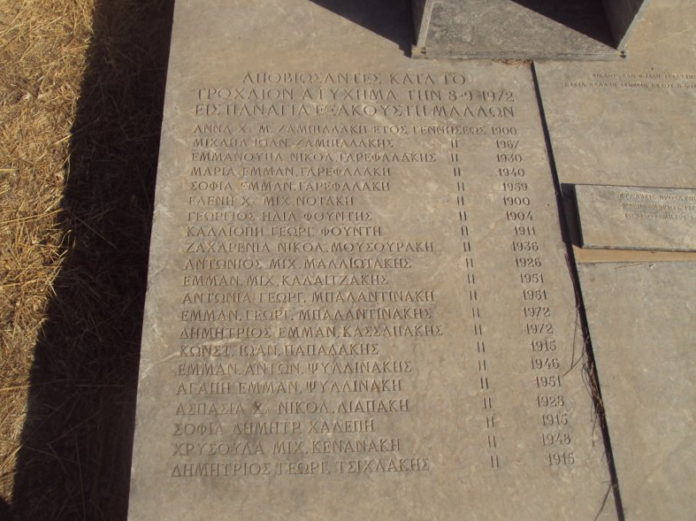 ΑΠΟΒΙΩΣΑΝΤΕΣ ΚΑΤΑ ΤΟ
ΤΡΟΧΑΙΟΝ ΑΤΥΧΗΜΑ ΤΗΝ 8-9-1972
ΕΙΣ ΠΑΝΑΓΙΑ ΕΞΑΚΟΥΣΤΗ ΜΑΛΛΩΝ
ΑΝΝΑ Χ. Μ. ΖΑΜΠΑΛΑΚΗ ΕΤΟΣ ΓΕΝΝΗΣΕΩΣ 1900
ΜΙΧΑΗΛ ΙΩΑΝ. ΖΑΜΠΑΛΑΚΗΣ 〃 1967
ΕΜΜΑΝΟΥΗΛ ΝΙΚΟΛ. ΓΑΡΕΦΑΛΑΚΗΣ 〃 1930
ΜΑΡΙΑ ΕΜΜΑΝ. ΓΑΡΕΦΑΛΑΚΗ 〃 1940
ΣΟΦΙΑ ΕΜΜΑΝ. ΓΑΡΕΦΑΛΑΚΗ 〃 1959
ΕΛΕΝΗ Χ. ΜΙΧ. ΝΟΤΑΚΗ 〃 1900
ΓΕΩΡΓΙΟΣ ΗΛΙΑ ΦΟΥΝΤΗΣ 〃 1904
ΚΑΛΛΙΟΠΗ ΓΕΩΡΓ. ΦΟΥΝΤΗ 〃 1911
ΖΑΧΑΡΕΝΙΑ ΝΙΚΟΛ. ΜΟΥΣΟΥΡΑΚΗ 〃 1936
ΑΝΤΩΝΙΟΣ ΜΙΧ. ΜΑΛΛΙΩΤΑΚΗΣ 〃 1926
ΕΜΜΑΝ. ΜΙΧ. ΚΑΛΑΙΤΖΑΚΗΣ 〃 1951
ΑΝΤΩΝΙΑ ΓΕΩΡΓ. ΜΠΑΛΑΝΤΙΝΑΚΗ 〃 1951
ΕΜΜΑΝ. ΓΕΩΡΓ. ΜΠΑΛΑΝΤΙΝΑΚΗΣ 〃 1972
ΔΗΜΗΤΡΙΟΣ ΕΜΜΑΝ. ΚΑΣΣΑΠΑΚΗΣ 〃 1972
ΚΩΝΣΤ. ΙΩΑΝ. ΠΑΠΑΔΑΚΗΣ 〃 1915
ΕΜΜΑΝ. ΑΝΤΩΝ. ΨΥΛΛΙΝΑΚΗΣ 〃 1946
ΑΓΑΠΗ ΕΜΜΑΝ. ΨΥΛΛΙΝΑΚΗ 〃 1951
ΑΣΠΑΣΙΑ Χ. ΝΙΚΟΛ. ΛΙΑΠΑΚΗ 〃 1928
ΣΟΦΙΑ ΔΗΜΗΤΡ. ΧΑΛΕΠΗ 〃 1915
ΧΡΥΣΟΥΛΑ ΜΙΧ. ΚΕΝΑΝΑΚΗ 〃 1948
ΔΗΜΗΤΡΙΟΣ ΓΕΩΡΓ. ΤΣΙΧΛΑΚΗΣ 〃 1915